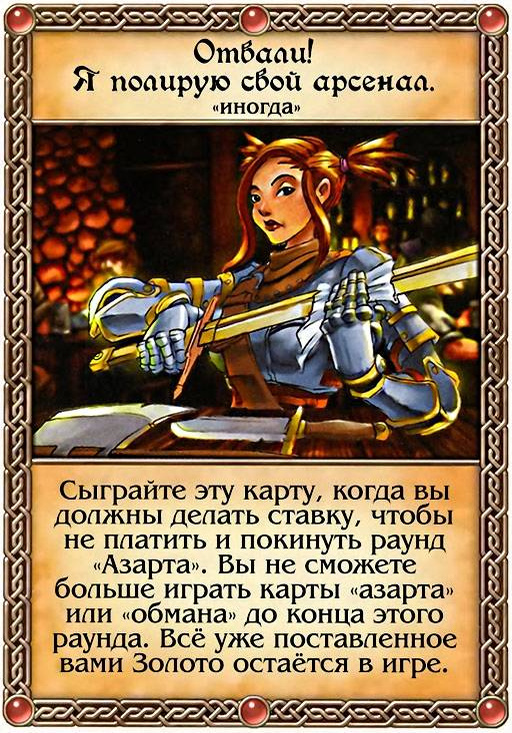 Отвали!
Я полирую свой арсенал.
«иногда»
Сыграйте эту карту, когда вы
должны делать ставку, чтобы
не платить и покинуть раунд
«Азарта». Вы не сможете
больше играть карты «азарта»
или «обмана» до конца этого
раунда. Всё уже поставленное
вами Золото остаётся в игре.